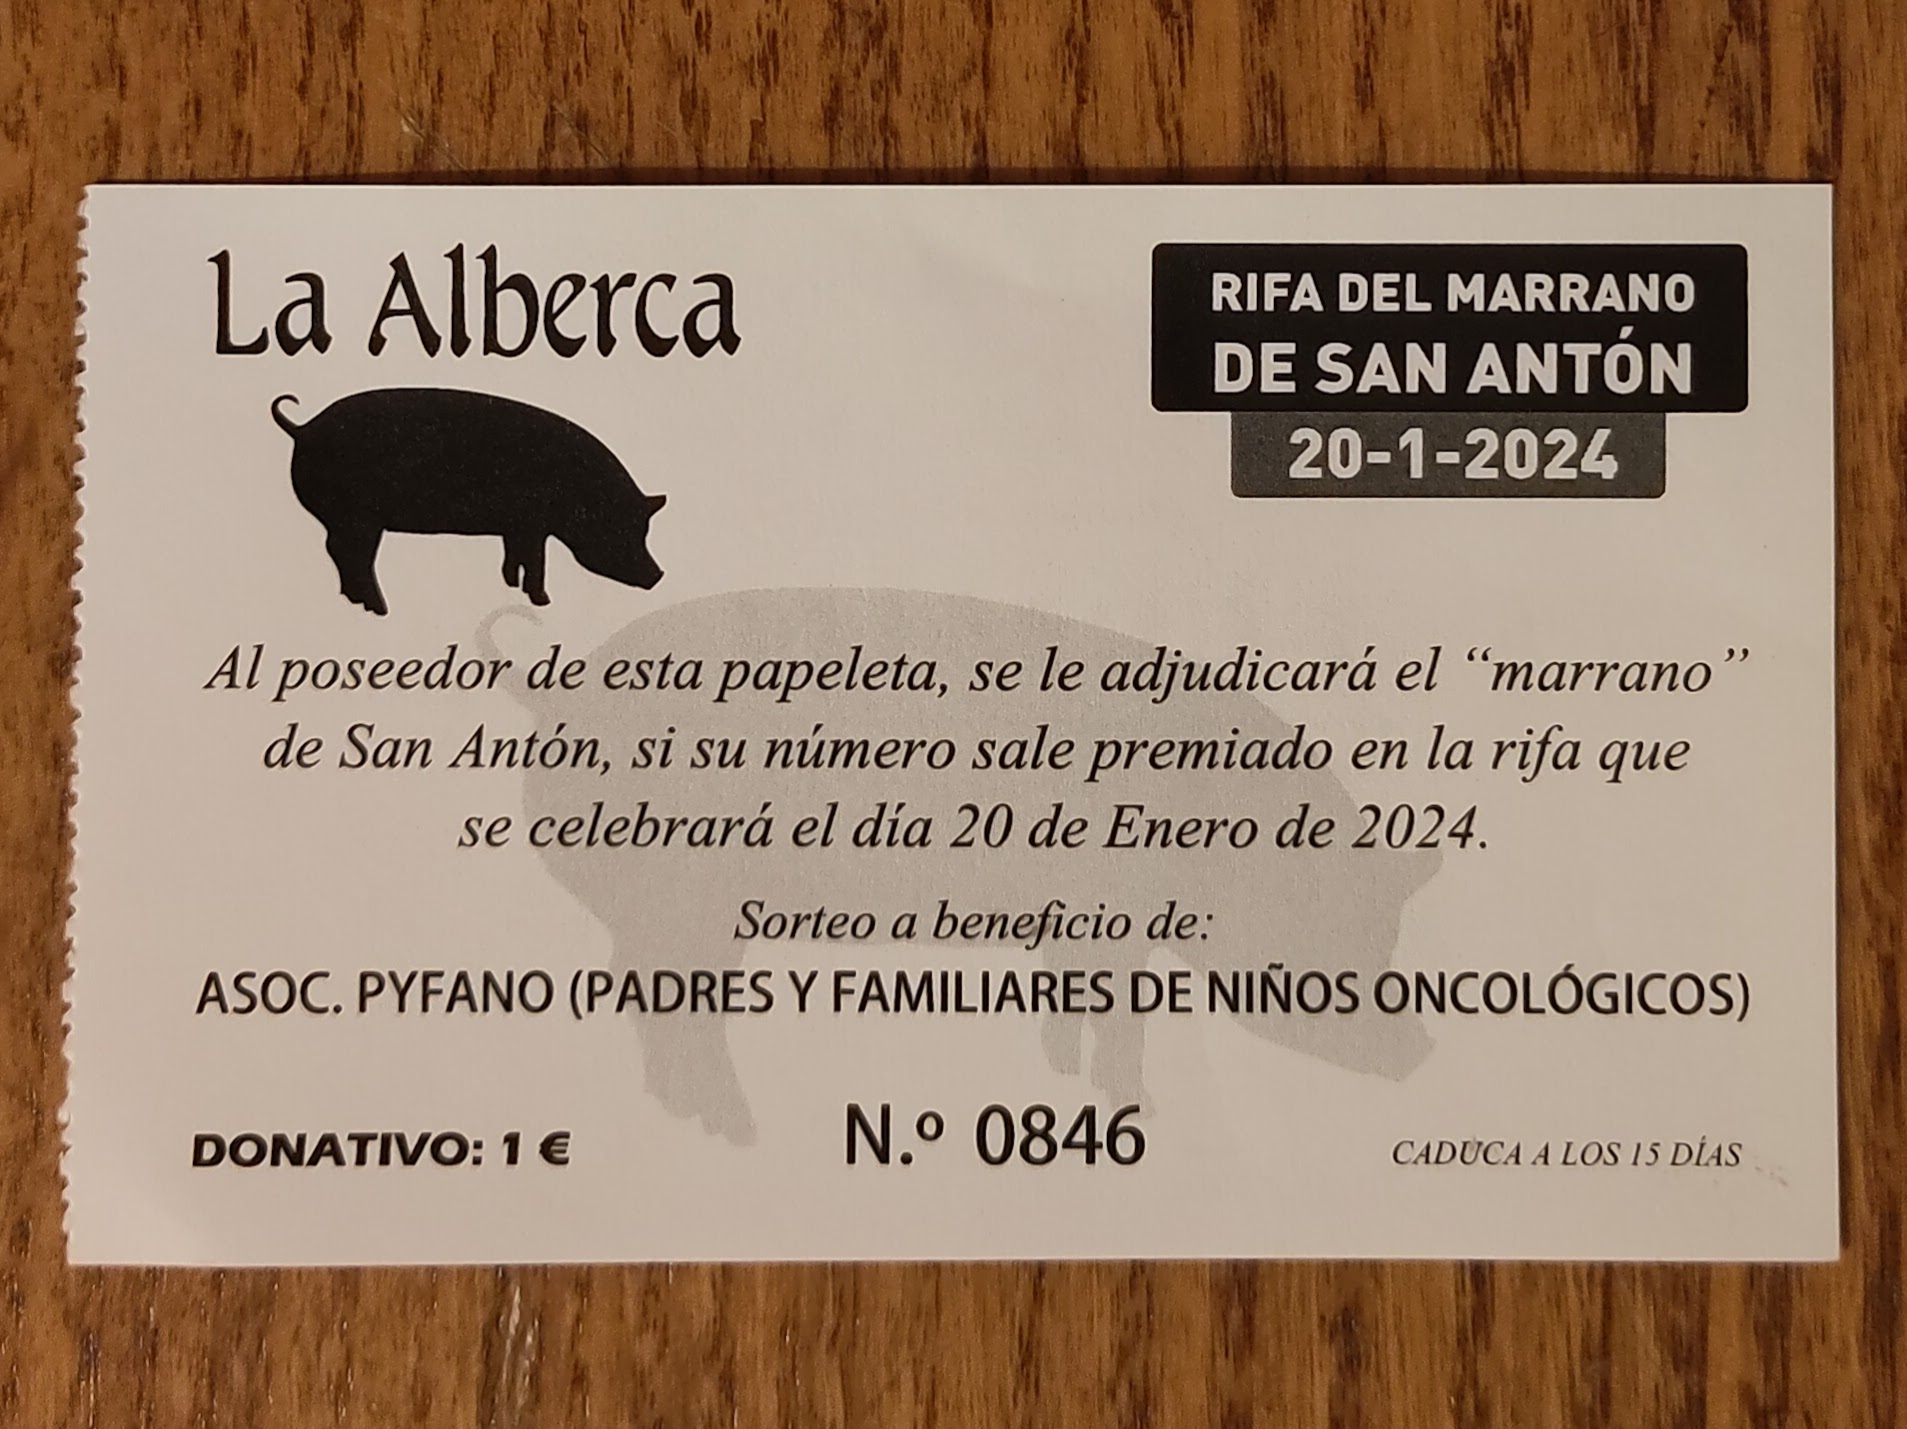 La Alberca
RIFA DEL MARRANO
DE SAN ANTÓN
20-1-2024
Al poseedor de esta papeleta, se le adjudicará el “marrano”
de San Antón, si su número sale premiado en la rifa que
se celebrará el día 20 de Enero de 2024.
Sorteo a beneficio de:
ASOC. PYFANO (PADRES Y FAMILIARES DE NIÑOS ONCOLÓGICOS)
DONATIVO: 1 €
N.º 0846
CADUCA A LOS 15 DÍAS